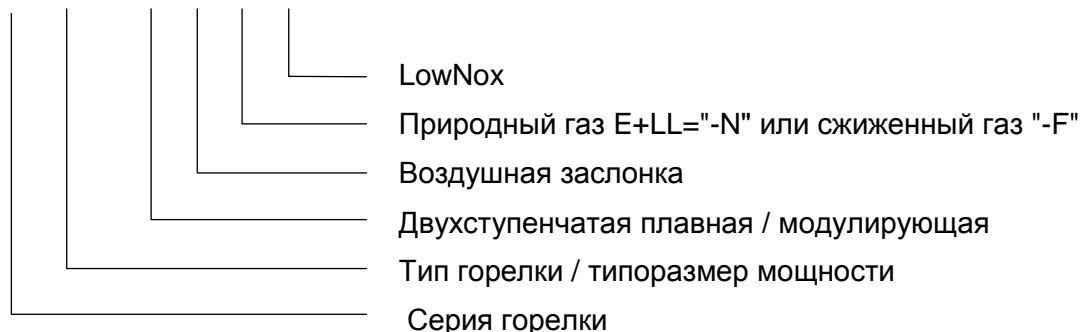 LowNox
Природный газ E+LL="-N" или сжиженный газ "-F"
Воздушная заслонка
Двухступенчатая плавная / модулирующая
Тип горелки / типоразмер мощности
Серия горелки